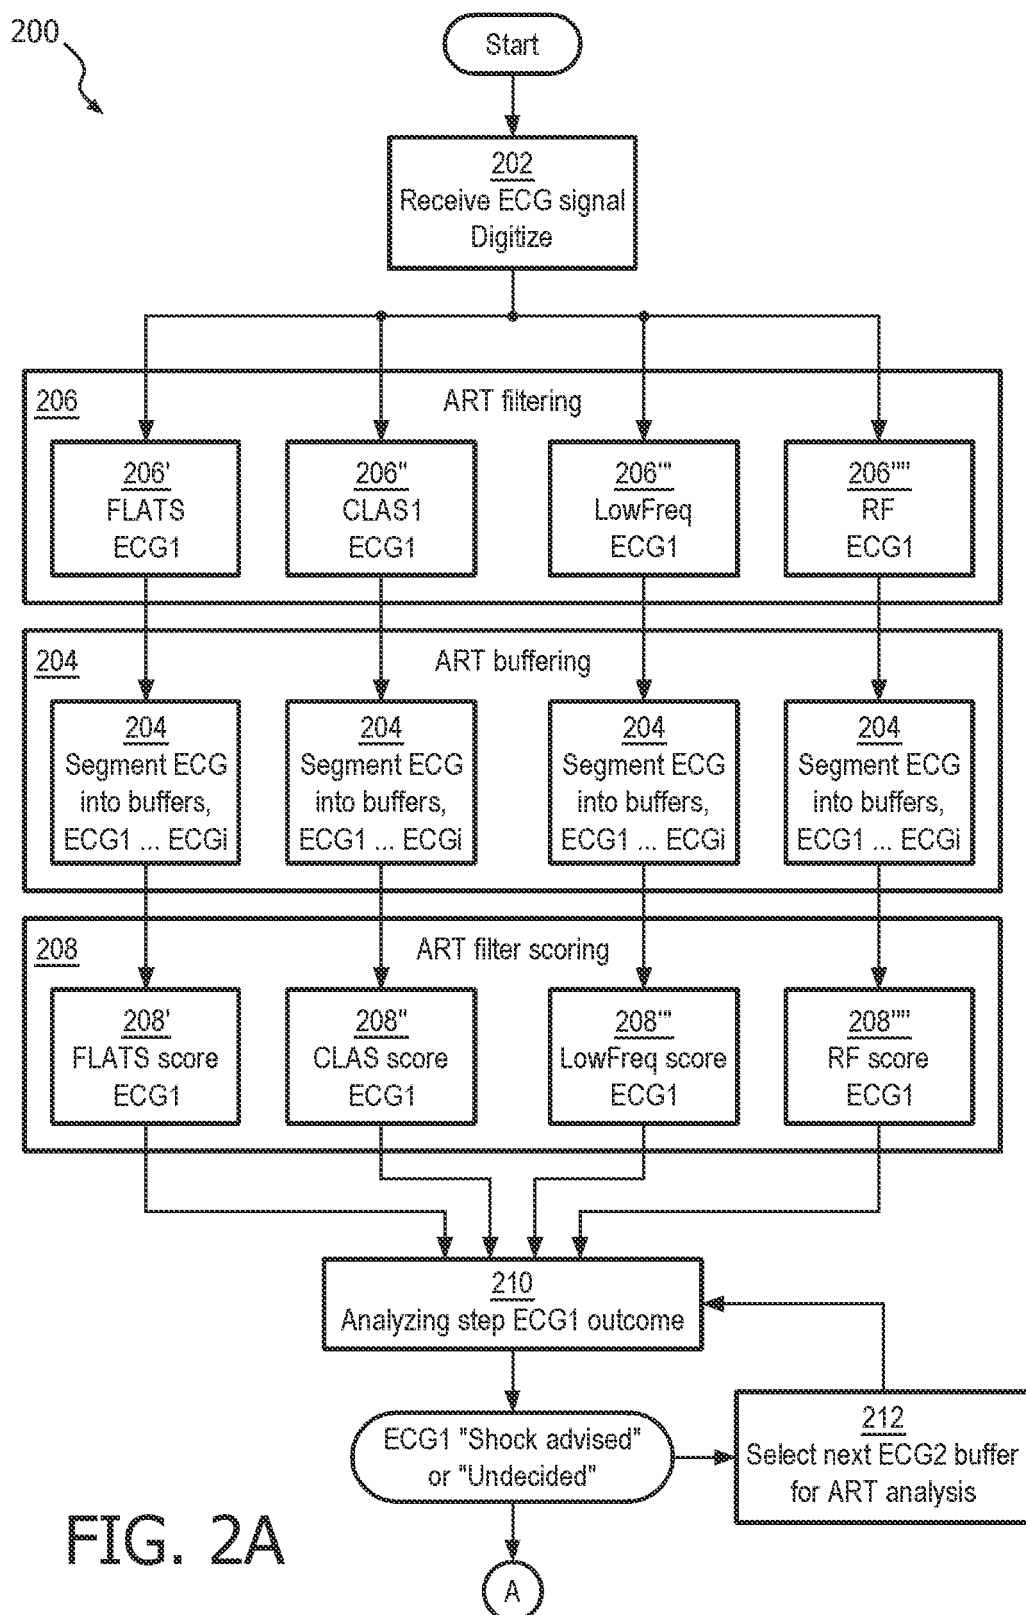 200
Start
202
Receive ECG signal
Digitize
206
ART filtering
206'
FLATS
ECG1
206"
CLAS1
ECG1
206"'
LowFreq
ECG1
206""
RF
ECG1
204
ART buffering
204
Segment ECG
into buffers,
ECG1 ... ECGi
204
Segment ECG
into buffers,
ECG1 ... ECGi
204
Segment ECG
into buffers,
ECG1 ... ECGi
204
Segment ECG
into buffers,
ECG1 ... ECGi
208
ART filter scoring
208'
FLATS score
ECG1
208"
CLAS score
ECG1
208"'
LowFreq score
ECG1
208""
RF score
ECG1
210
Analyzing step ECG1 outcome
ECG1 "Shock advised"
or "Undecided"
212
Select next ECG2 buffer
for ART analysis
FIG. 2A
A